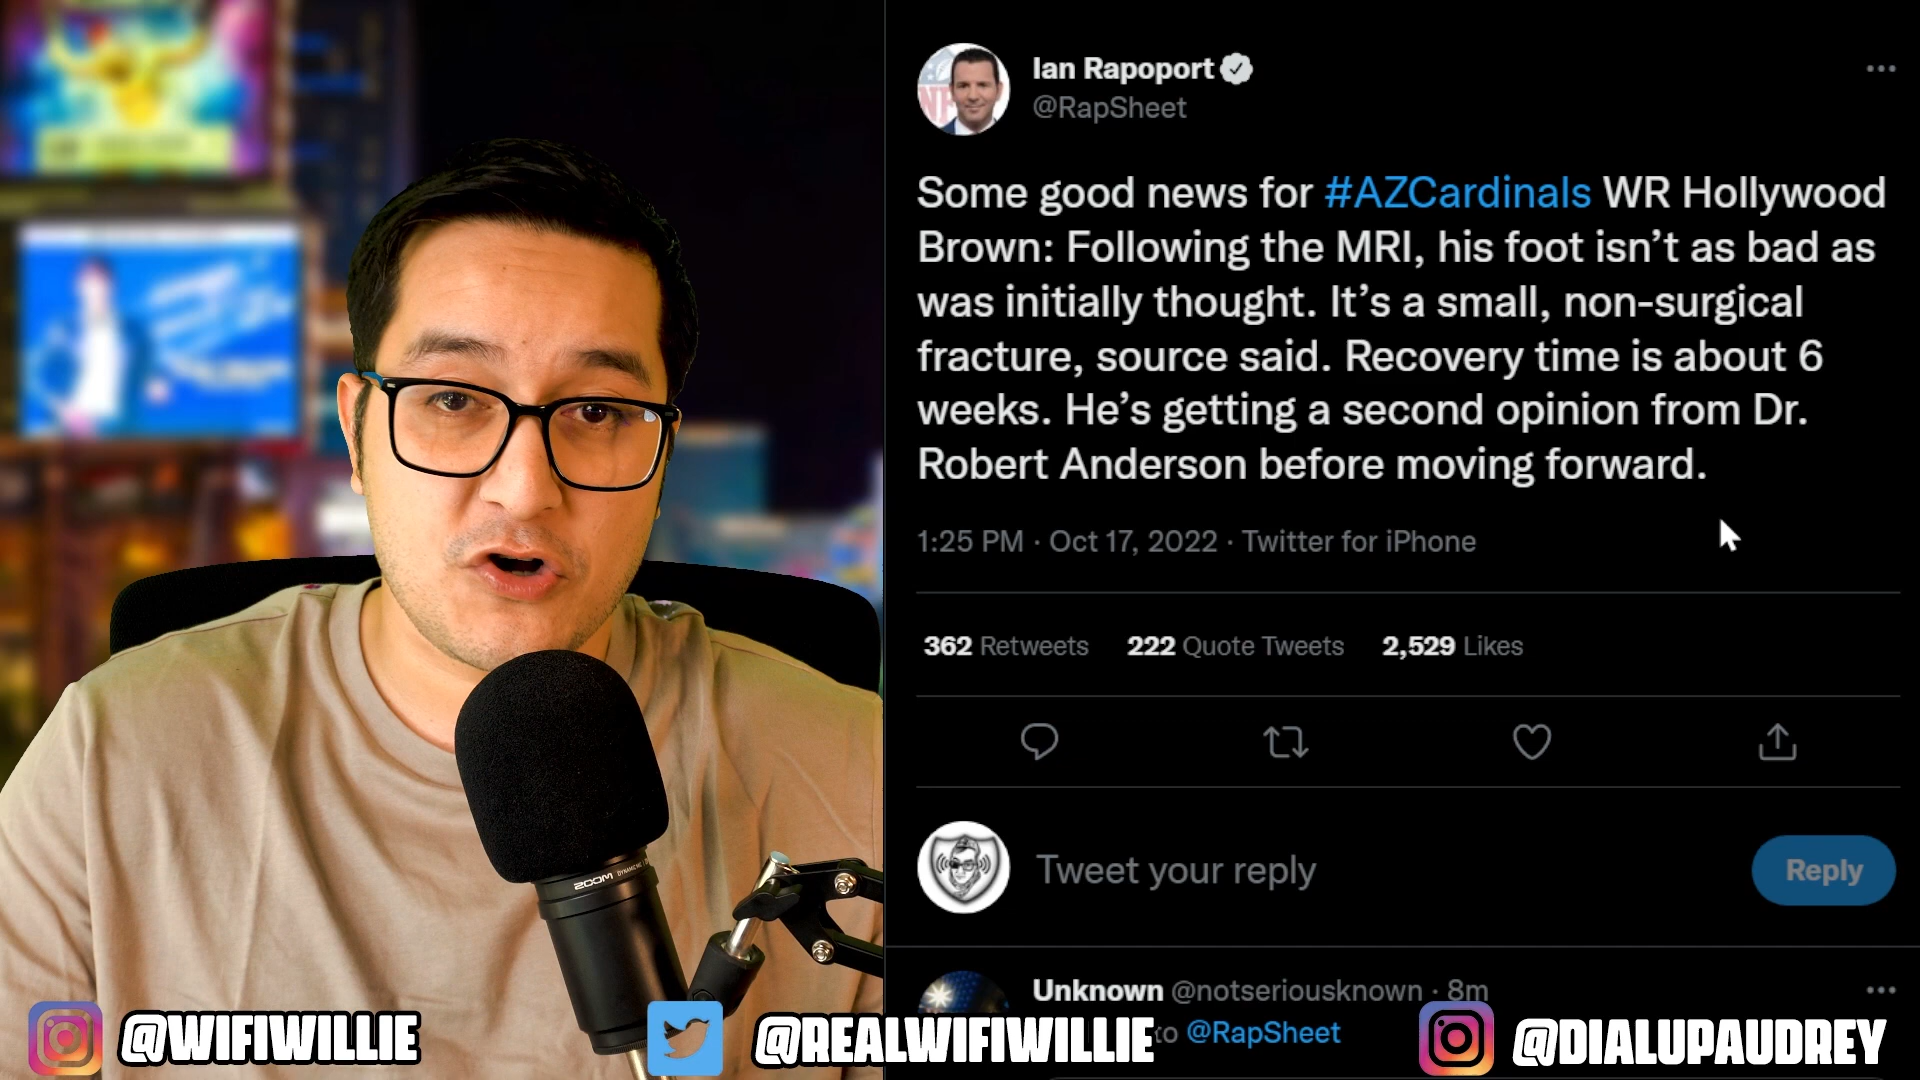 Ian Rapoport
@RapSheet
Some good news for #AZCardinals WR Hollywood
Brown: Following the MRI, his foot isn’t as bad as
was initially thought. It’s a small, non-surgical
fracture, source said. Recovery time is about 6
weeks. He’s getting a second opinion from Dr.
Robert Anderson before moving forward.
1:25 PM · Oct 17, 2022 · Twitter for iPhone
362 Retweets 222 Quote Tweets 2,529 Likes
Tweet your reply
Reply
Unknown @notseriousknown · 8m
to @RapSheet
ZOOM
@WIFIWILLIE
@REALWIFIWILLIE
@DIALUPAUDREY